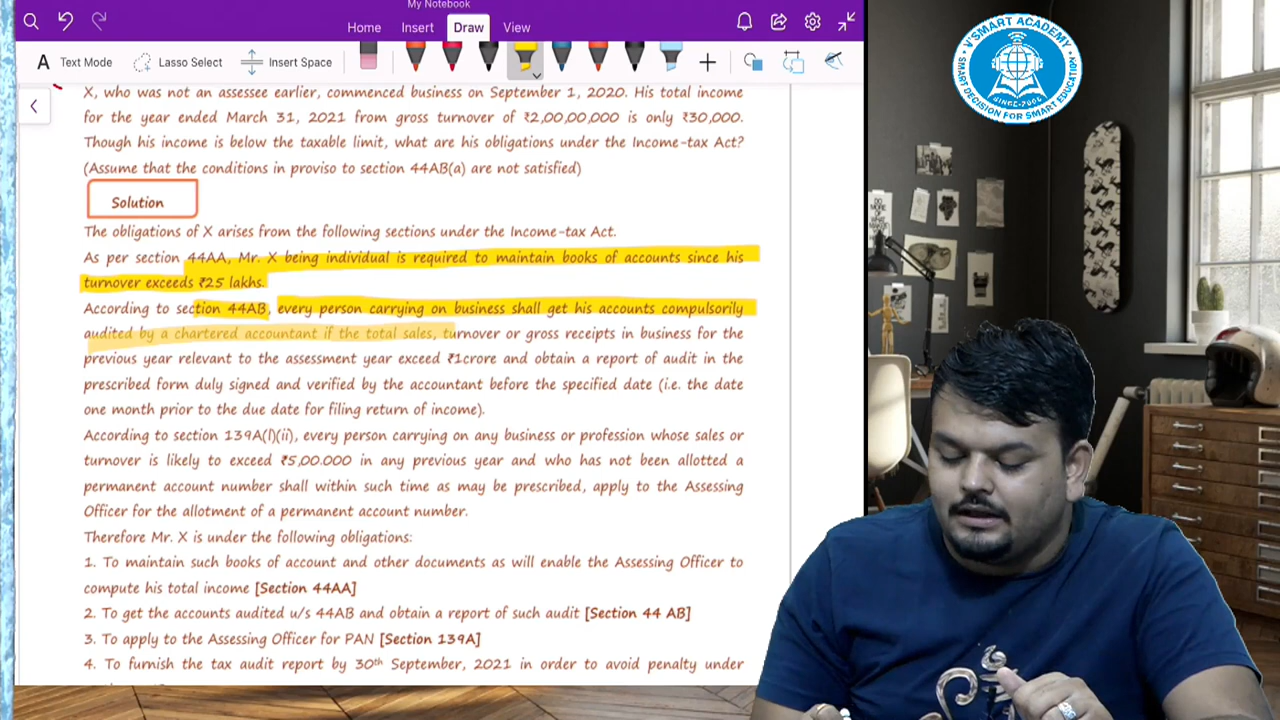 My Notebook
Home Insert Draw View
Text Mode Lasso Select Insert Space
X, who was not an assessee earlier, commenced business on September 1, 2020. His total income
for the year ended March 31, 2021 from gross turnover of ₹2,00,00,000 is only ₹30,000.
Though his income is below the taxable limit, what are his obligations under the Income-tax Act?
(Assume that the conditions in proviso to section 44AB(a) are not satisfied)
Solution
The obligations of X arises from the following sections under the Income-tax Act.
As per section 44AA, Mr. X being individual is required to maintain books of accounts since his
turnover exceeds ₹25 lakhs.
According to section 44AB, every person carrying on business shall get his accounts compulsorily
audited by a chartered accountant if the total sales, turnover or gross receipts in business for the
previous year relevant to the assessment year exceed ₹1crore and obtain a report of audit in the
prescribed form duly signed and verified by the accountant before the specified date (i.e. the date
one month prior to the due date for filing return of income).
According to section 139A(l)(ii), every person carrying on any business or profession whose sales or
turnover is likely to exceed ₹5,00.000 in any previous year and who has not been allotted a
permanent account number shall within such time as may be prescribed, apply to the Assessing
Officer for the allotment of a permanent account number.
Therefore Mr. X is under the following obligations:
1. To maintain such books of account and other documents as will enable the Assessing Officer to
compute his total income [Section 44AA]
2. To get the accounts audited u/s 44AB and obtain a report of such audit [Section 44 AB]
3. To apply to the Assessing Officer for PAN [Section 139A]
4. To furnish the tax audit report by 30th September, 2021 in order to avoid penalty under
V'SMART ACADEMY
SMART DECISION FOR SMART EDUCATION